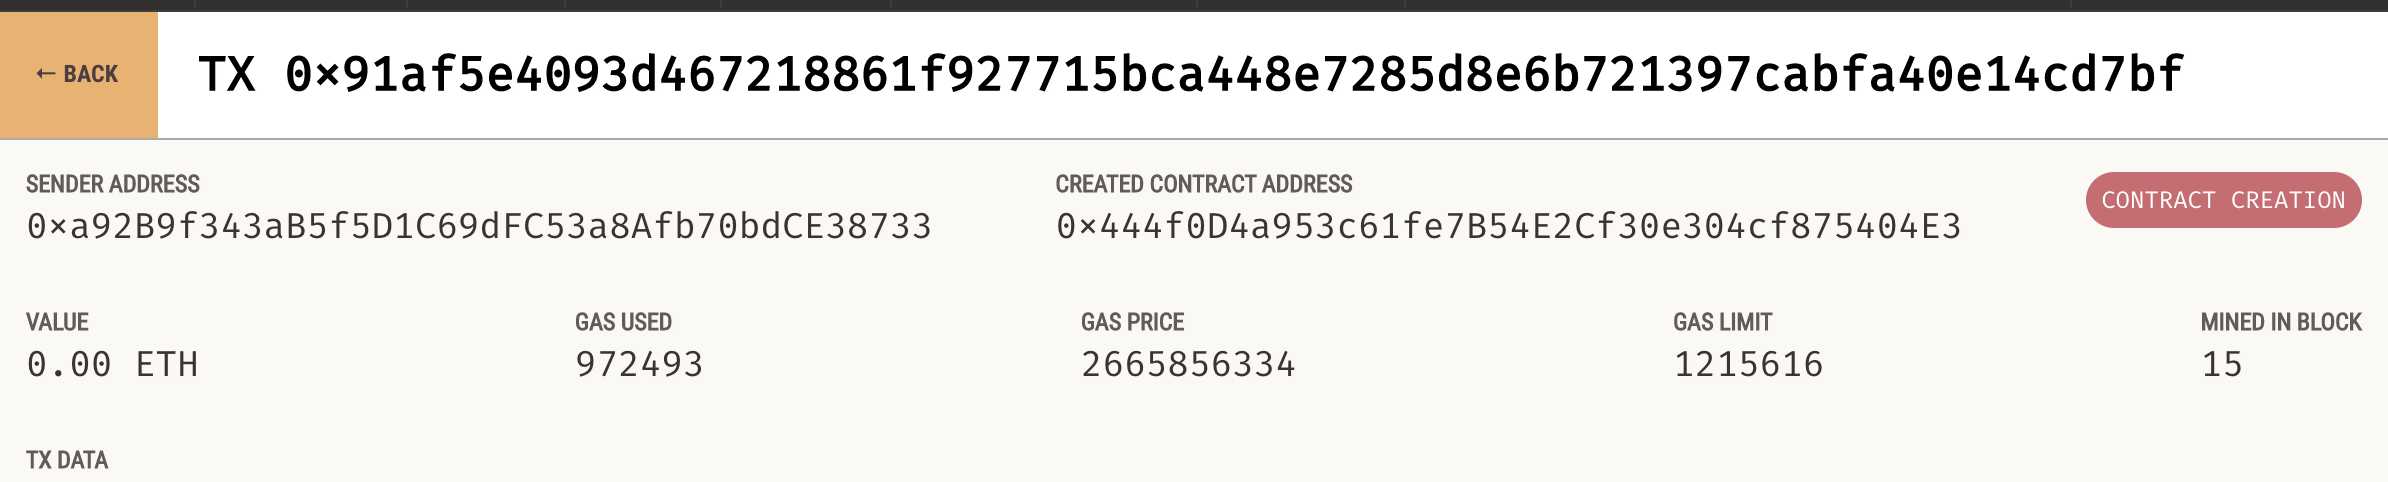 ← BACK
TX 0×91af5e4093d467218861f927715bca448e7285d8e6b721397cabfa40e14cd7bf
SENDER ADDRESS
0×a92B9f343aB5f5D1C69dFC53a8Afb70bdCE38733
CREATED CONTRACT ADDRESS
0×444f0D4a953c61fe7B54E2Cf30e304cf875404E3
CONTRACT CREATION
VALUE
0.00 ETH
GAS USED
972493
GAS PRICE
2665856334
GAS LIMIT
1215616
MINED IN BLOCK
15
TX DATA